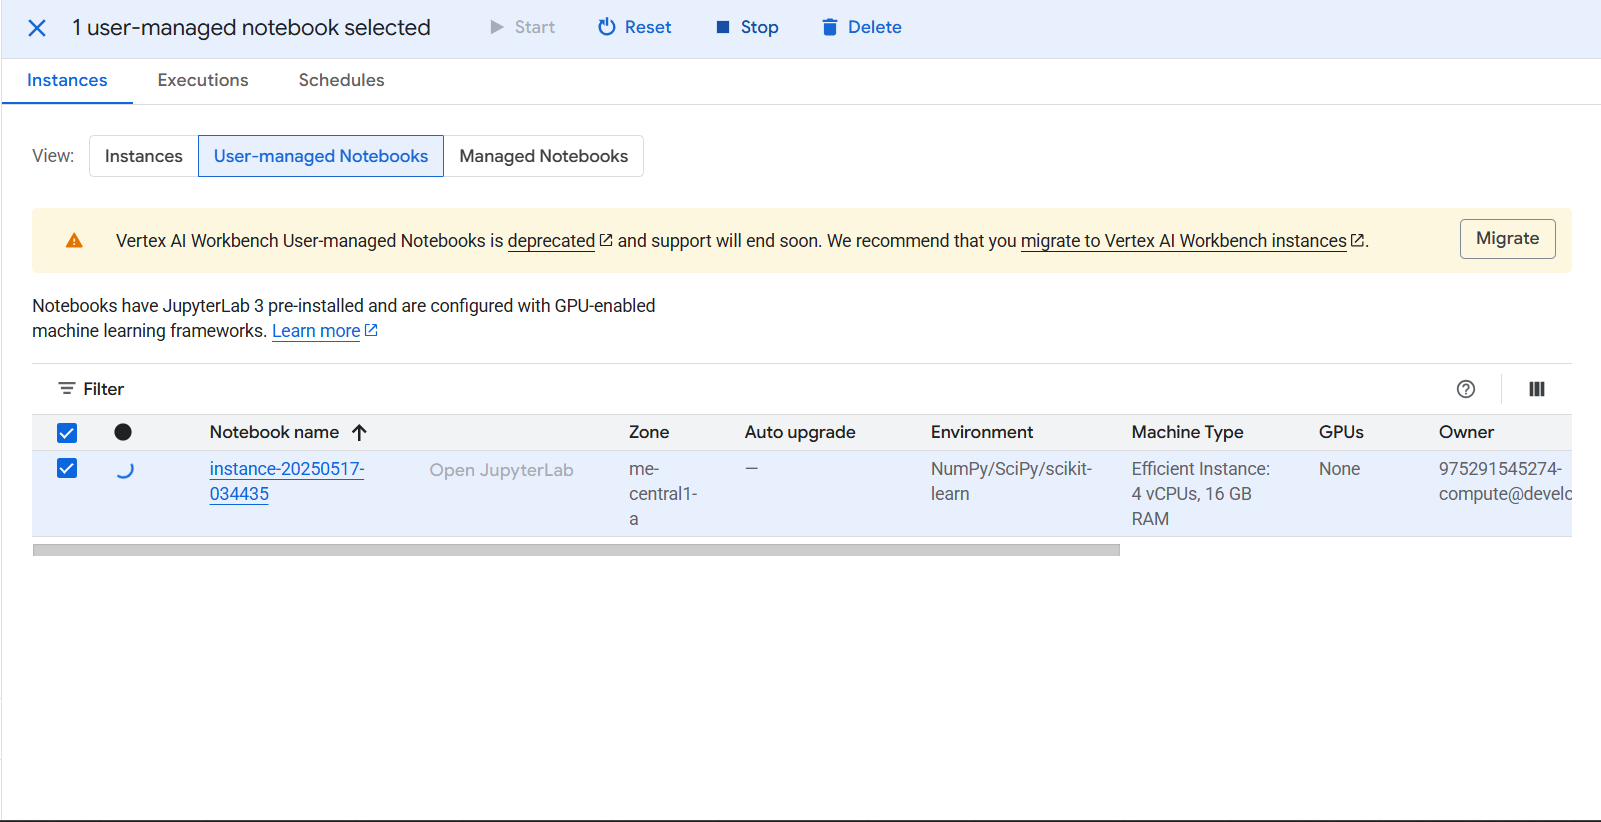 1 user-managed notebook selected Start Reset Stop Delete
Instances Executions Schedules
View: Instances User-managed Notebooks Managed Notebooks
Vertex AI Workbench User-managed Notebooks is deprecated and support will end soon. We recommend that you migrate to Vertex AI Workbench instances. Migrate
Notebooks have JupyterLab 3 pre-installed and are configured with GPU-enabled
machine learning frameworks. Learn more
Filter
Notebook name Zone Auto upgrade Environment Machine Type GPUs Owner
instance-20250517- Open JupyterLab me- — NumPy/SciPy/scikit- Efficient Instance: None 975291545274-
034435 central1- learn 4 vCPUs, 16 GB compute@develo
a RAM